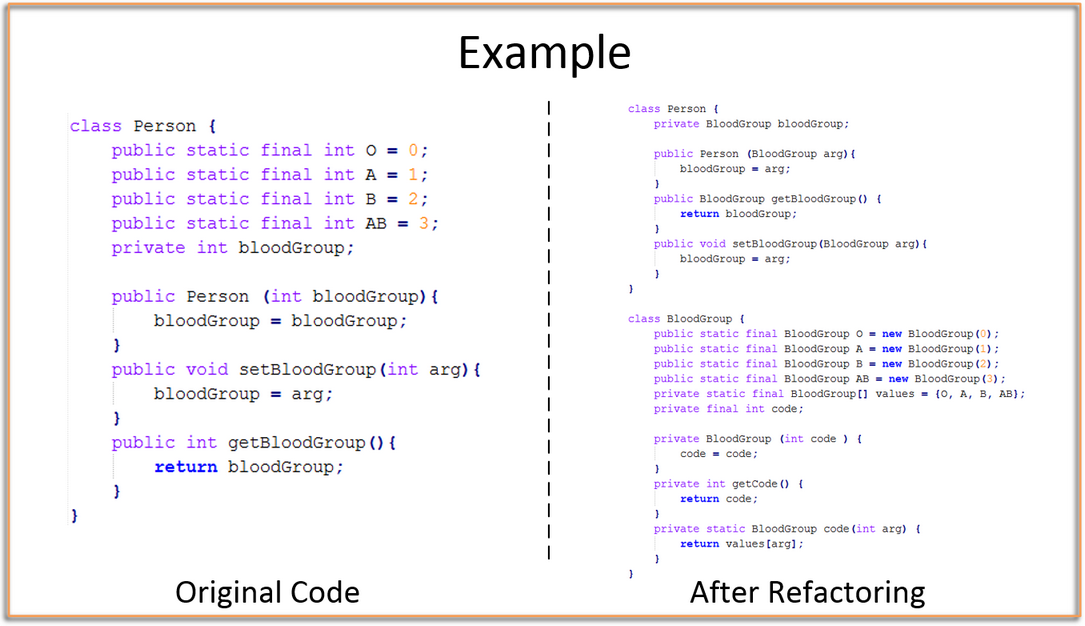 Example
class Person {
    public static final int O = 0;
    public static final int A = 1;
    public static final int B = 2;
    public static final int AB = 3;
    private int bloodGroup;
    public Person (int bloodGroup){
        bloodGroup = bloodGroup;
    }
    public void setBloodGroup(int arg){
        bloodGroup = arg;
    }
    public int getBloodGroup(){
        return bloodGroup;
    }
}
Original Code
class Person {
    private BloodGroup bloodGroup;
    public Person (BloodGroup arg){
        bloodGroup = arg;
    }
    public BloodGroup getBloodGroup() {
        return bloodGroup;
    }
    public void setBloodGroup(BloodGroup arg){
        bloodGroup = arg;
    }
}
class BloodGroup {
    public static final BloodGroup O = new BloodGroup(0);
    public static final BloodGroup A = new BloodGroup(1);
    public static final BloodGroup B = new BloodGroup(2);
    public static final BloodGroup AB = new BloodGroup(3);
    private static final BloodGroup[] values = {O, A, B, AB};
    private final int code;
    private BloodGroup (int code ) {
        code = code;
    }
    private int getCode() {
        return code;
    }
    private static BloodGroup code(int arg) {
        return values[arg];
    }
}
After Refactoring